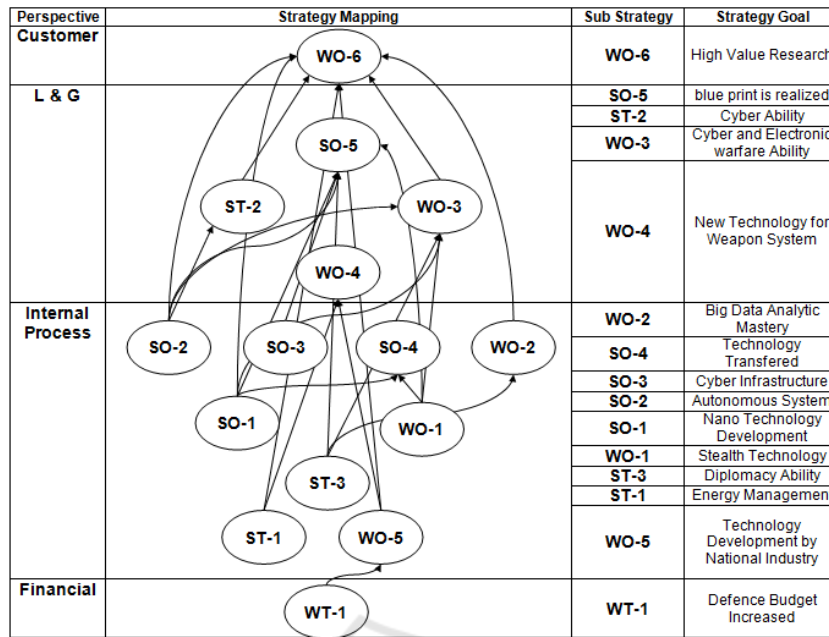 Perspective
Strategy Mapping
Sub Strategy
Strategy Goal
Customer
WO-6
WO-6
High Value Research
L & G
SO-5
ST-2
WO-3
WO-4
SO-5
blue print is realized
ST-2
Cyber Ability
WO-3
Cyber and Electronic
warfare Ability
WO-4
New Technology for
Weapon System
Internal
Process
SO-2
SO-3
SO-4
WO-2
SO-1
WO-1
ST-3
ST-1
WO-5
WO-2
Big Data Analytic
Mastery
SO-4
Technology
Transfered
SO-3
Cyber Infrastructure
SO-2
Autonomous System
SO-1
Nano Technology
Development
WO-1
Stealth Technology
ST-3
Diplomacy Ability
ST-1
Energy Management
WO-5
Technology
Development by
National Industry
Financial
WT-1
WT-1
Defence Budget
Increased